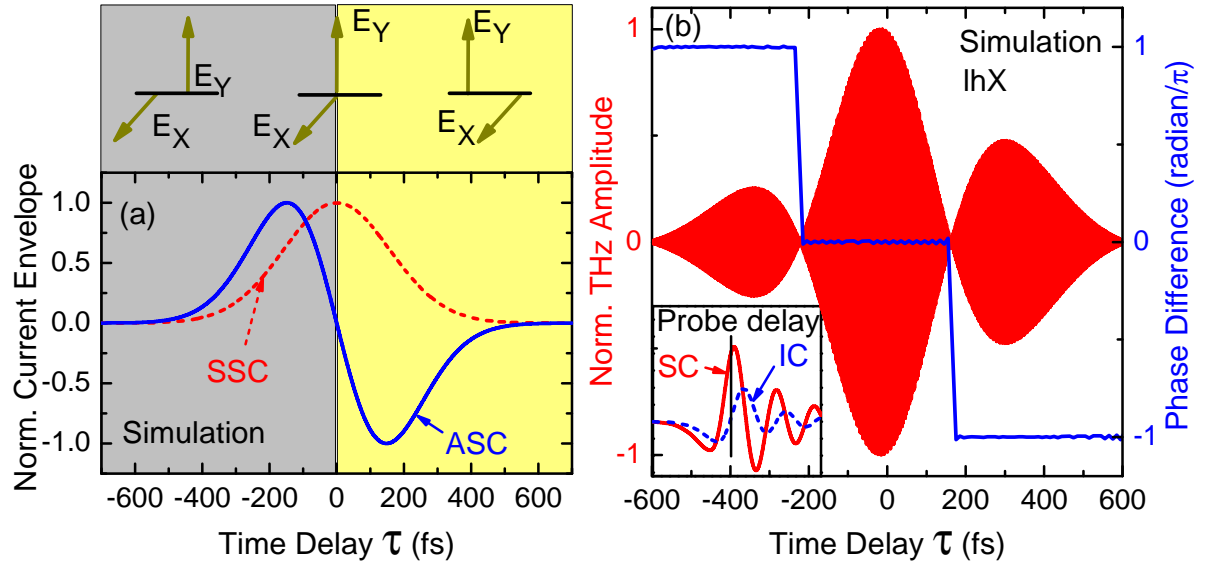 E_Y
E_X
E_Y
E_X
E_Y
E_X
(a)
Norm. Current Envelope
1.0
0.5
0.0
-0.5
-1.0
SSC
ASC
Simulation
-600 -400 -200 0 200 400 600
Time Delay τ (fs)
(b)
Simulation
IhX
Norm. THz Amplitude
1
0
-1
Phase Difference (radian/π)
1
0
-1
Probe delay
SC
IC
-600 -400 -200 0 200 400 600
Time Delay τ (fs)